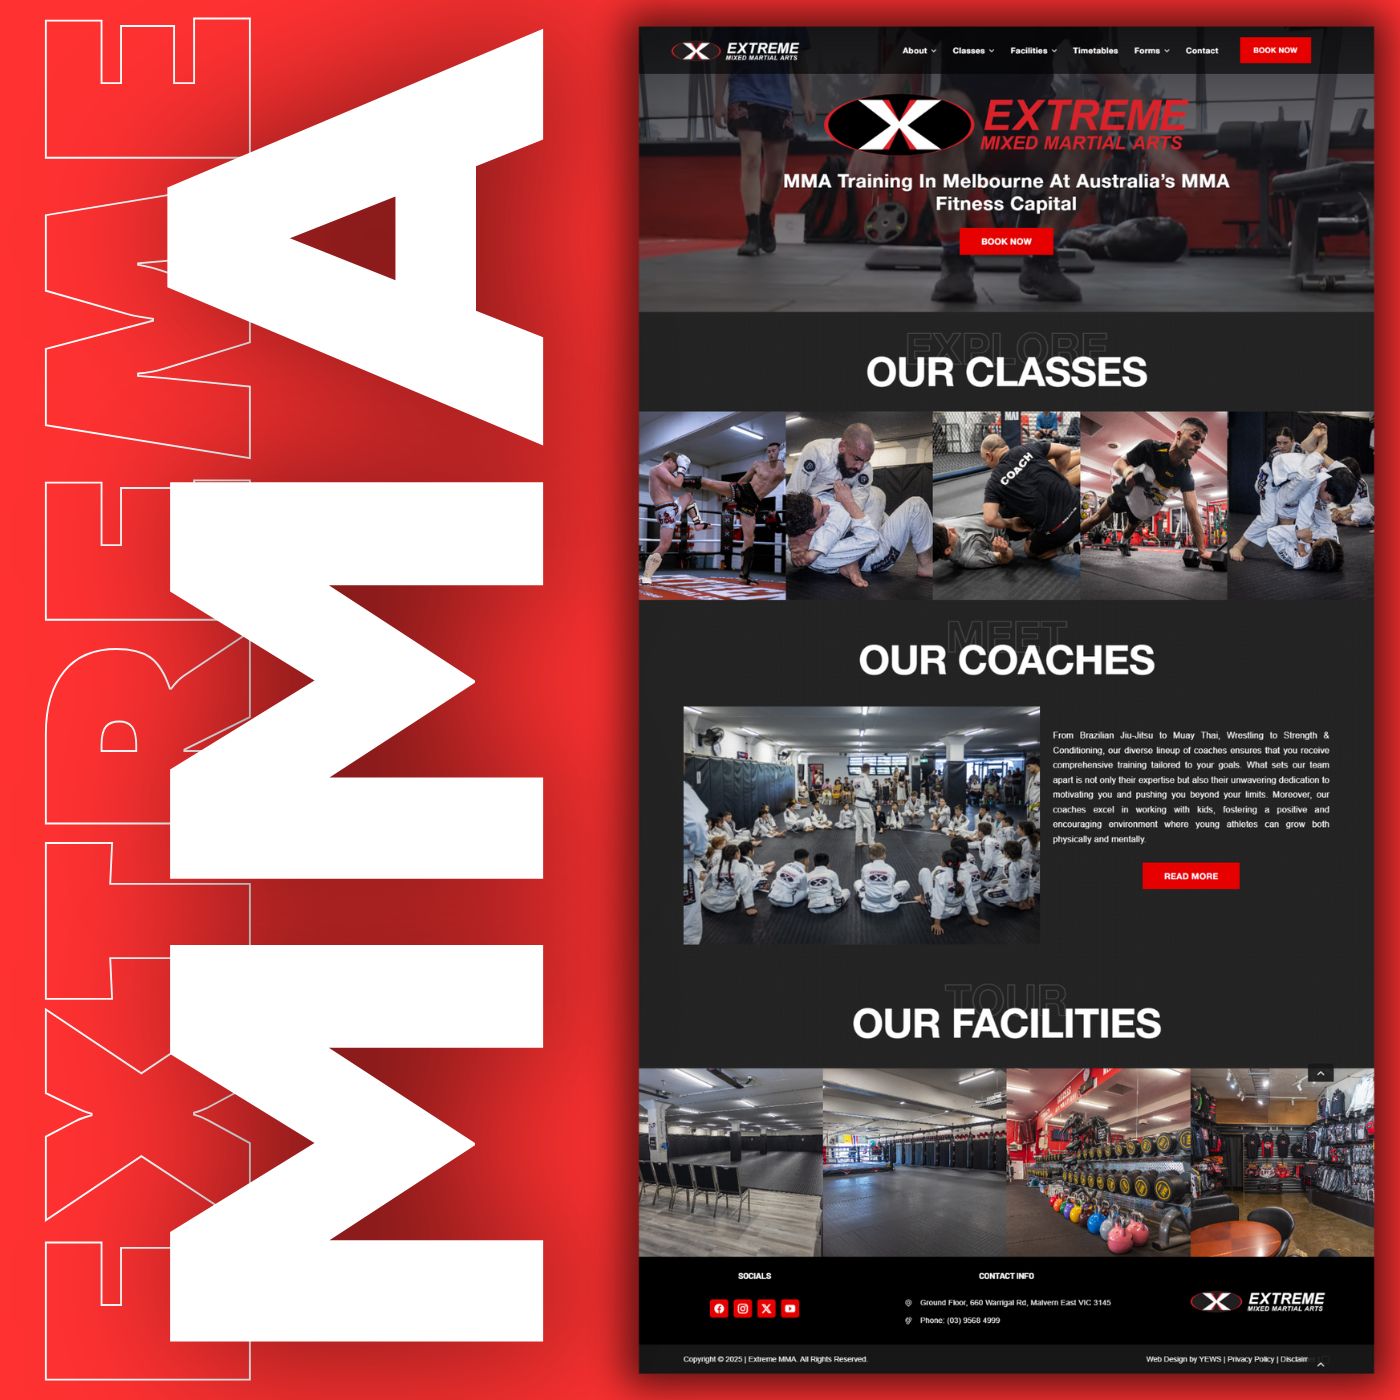 EXTREME
MMA
EXTREME
MIXED MARTIAL ARTS
About
Classes
Facilities
Timetables
Forms
Contact
BOOK NOW
EXTREME
MIXED MARTIAL ARTS
MMA Training In Melbourne At Australia's MMA
Fitness Capital
BOOK NOW
EXPLORE
OUR CLASSES
COACH
MEET
OUR COACHES
From Brazilian Jiu-Jitsu to Muay Thai, Wrestling to Strength &
Conditioning, our diverse lineup of coaches ensures that you receive
comprehensive training tailored to your goals. What sets our team
apart is not only their expertise but also their unwavering dedication to
motivating you and pushing you beyond your limits. Moreover, our
coaches excel in working with kids, fostering a positive and
encouraging environment where young athletes can grow both
physically and mentally.
READ MORE
TOUR
OUR FACILITIES
SOCIALS
CONTACT INFO
Ground Floor, 660 Warrigal Rd, Malvern East VIC 3145
Phone: (03) 9568 4999
EXTREME
MIXED MARTIAL ARTS
Copyright © 2025 | Extreme MMA. All Rights Reserved.
Web Design by YEWS | Privacy Policy | Disclaimer